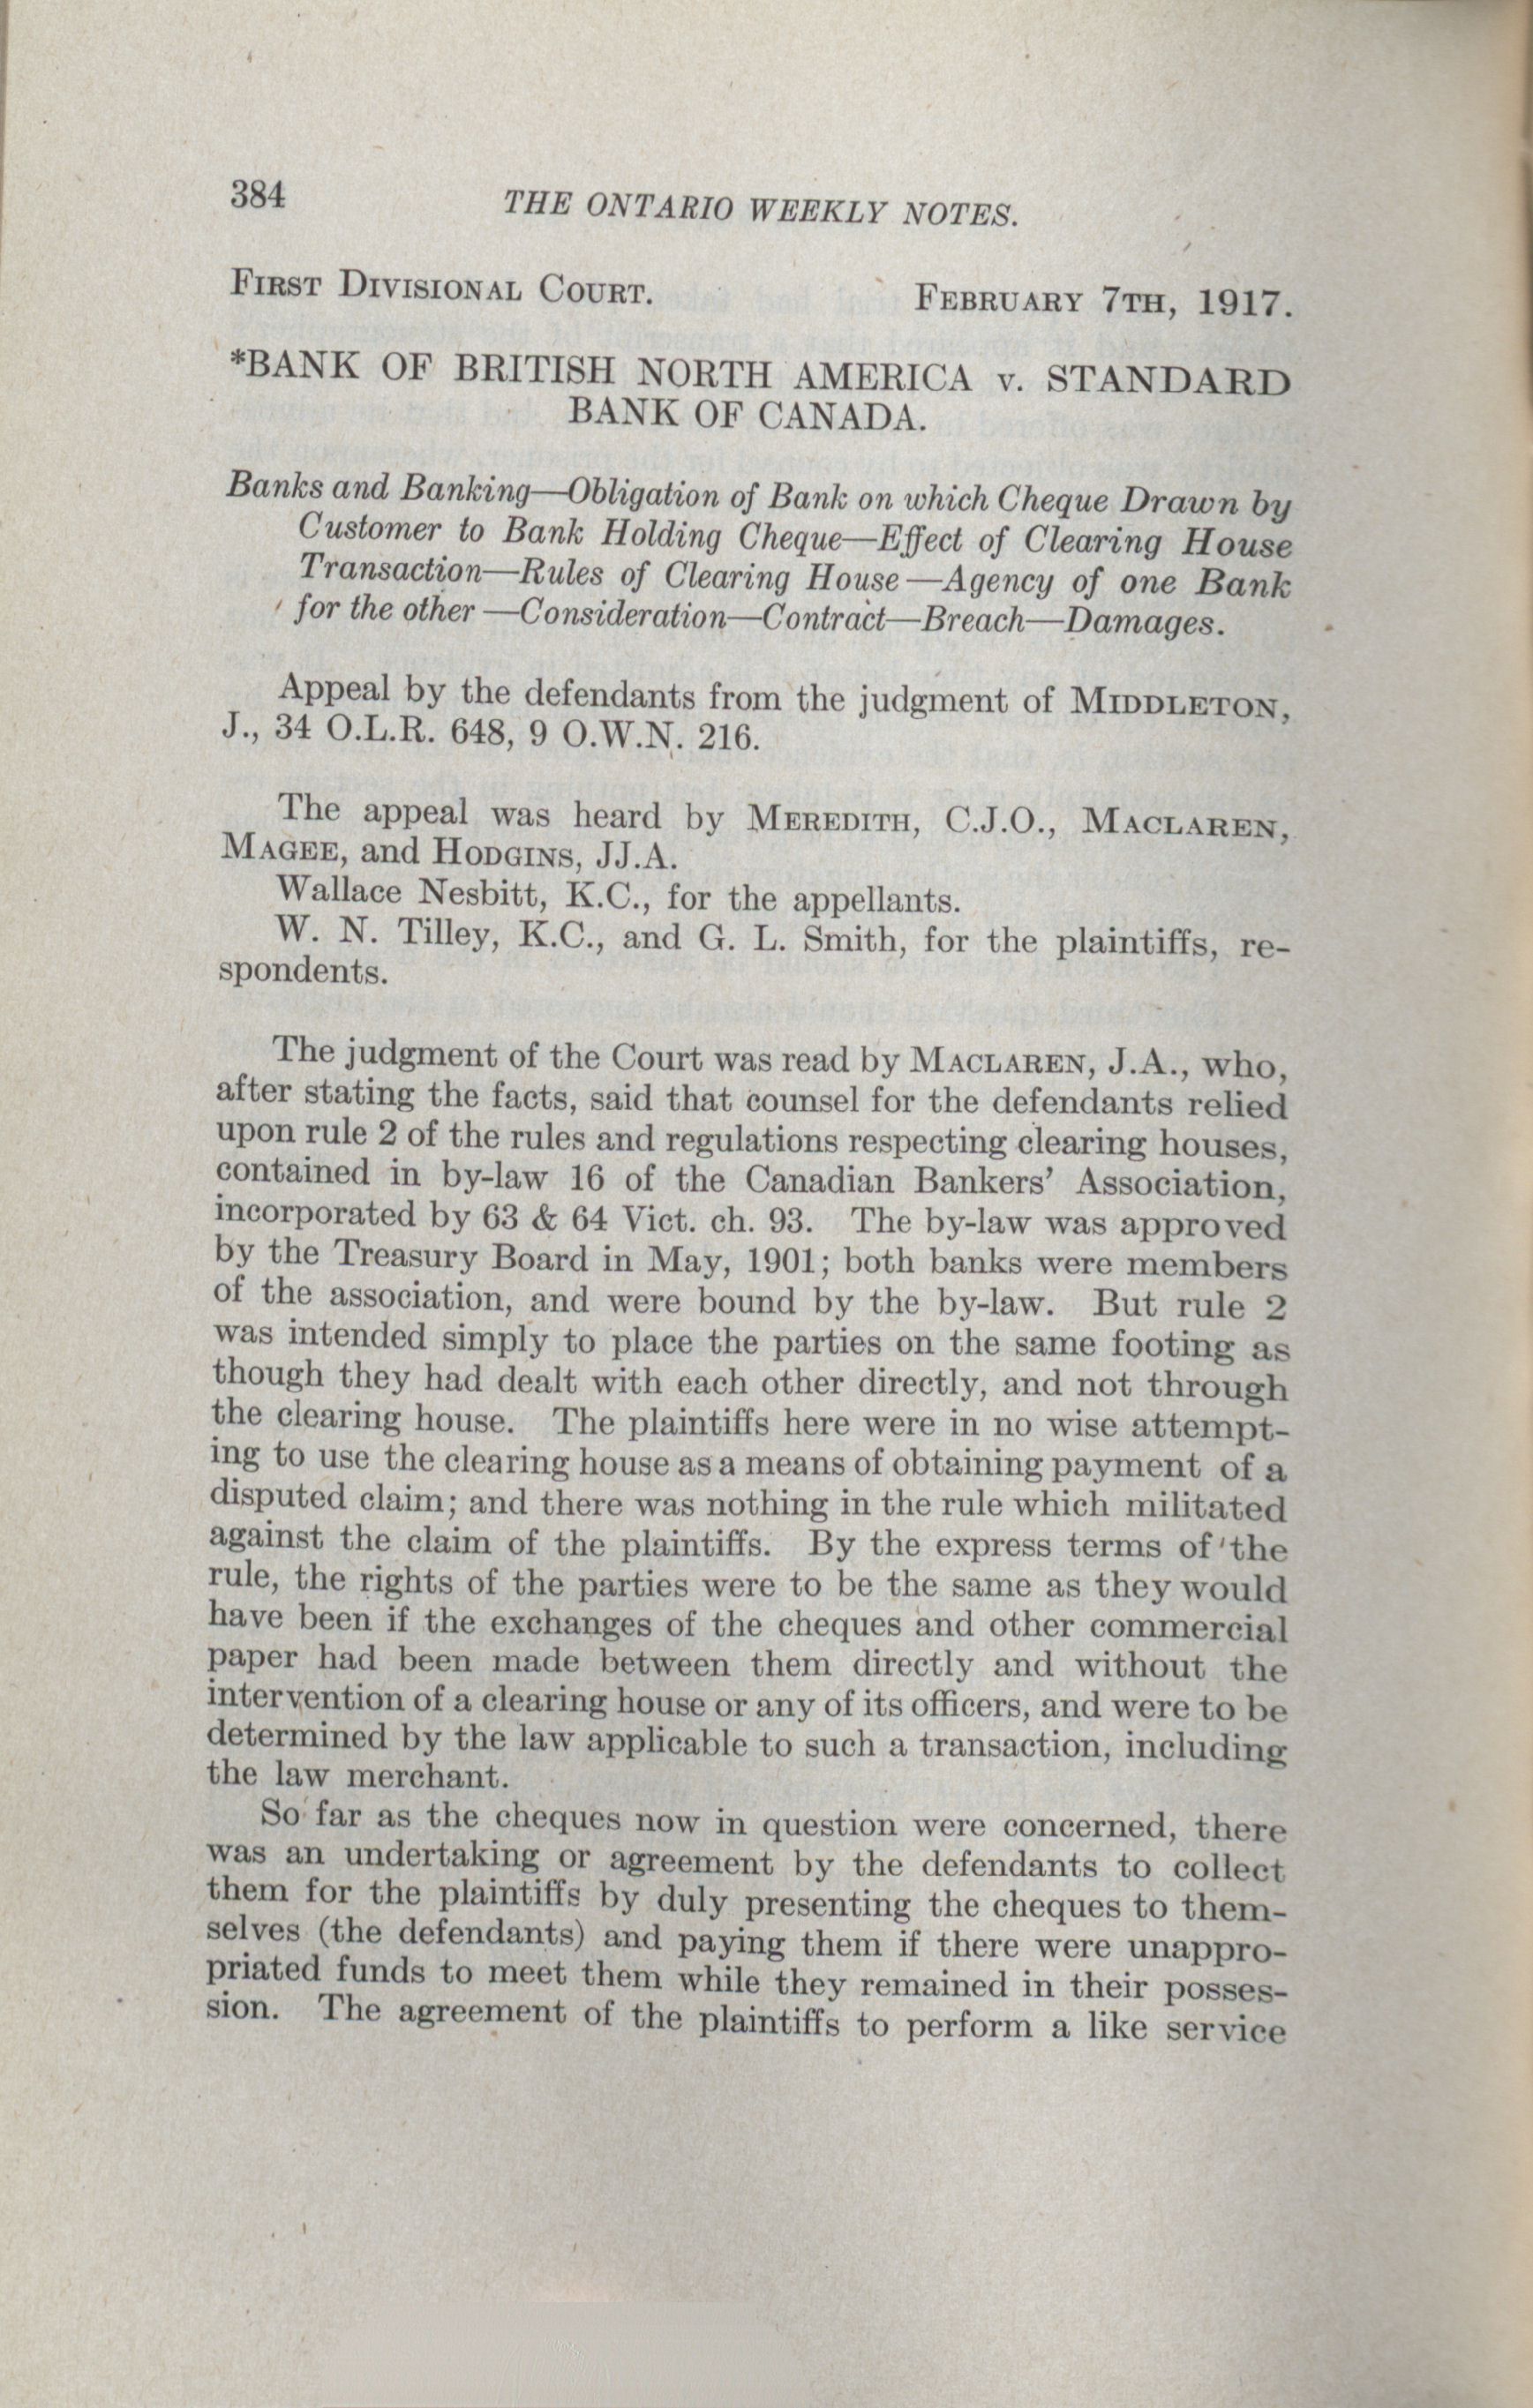 384
THE ONTARIO WEEKLY NOTES.
FIRST DIVISIONAL COURT.
FEBRUARY 7TH, 1917.
*BANK OF BRITISH NORTH AMERICA v. STANDARD
BANK OF CANADA.
Banks and Banking—Obligation of Bank on which Cheque Drawn by
Customer to Bank Holding Cheque—Effect of Clearing House
Transaction—Rules of Clearing House—Agency of one Bank
for the other—Consideration—Contract—Breach—Damages.
Appeal by the defendants from the judgment of MIDDLETON,
J., 34 O.L.R. 648, 9 O.W.N. 216.
The appeal was heard by MEREDITH, C.J.O., MACLAREN,
MAGEE, and HODGINS, JJ.A.
Wallace Nesbitt, K.C., for the appellants.
W. N. Tilley, K.C., and G. L. Smith, for the plaintiffs, re-
spondents.
The judgment of the Court was read by MACLAREN, J.A., who,
after stating the facts, said that counsel for the defendants relied
upon rule 2 of the rules and regulations respecting clearing houses,
contained in by-law 16 of the Canadian Bankers' Association,
incorporated by 63 & 64 Vict. ch. 93. The by-law was approved
by the Treasury Board in May, 1901; both banks were members
of the association, and were bound by the by-law. But rule 2
was intended simply to place the parties on the same footing as
though they had dealt with each other directly, and not through
the clearing house. The plaintiffs here were in no wise attempt-
ing to use the clearing house as a means of obtaining payment of a
disputed claim; and there was nothing in the rule which militated
against the claim of the plaintiffs. By the express terms of the
rule, the rights of the parties were to be the same as they would
have been if the exchanges of the cheques and other commercial
paper had been made between them directly and without the
intervention of a clearing house or any of its officers, and were to be
determined by the law applicable to such a transaction, including
the law merchant.
So far as the cheques now in question were concerned, there
was an undertaking or agreement by the defendants to collect
them for the plaintiffs by duly presenting the cheques to them-
selves (the defendants) and paying them if there were unappro-
priated funds to meet them while they remained in their posses-
sion. The agreement of the plaintiffs to perform a like service